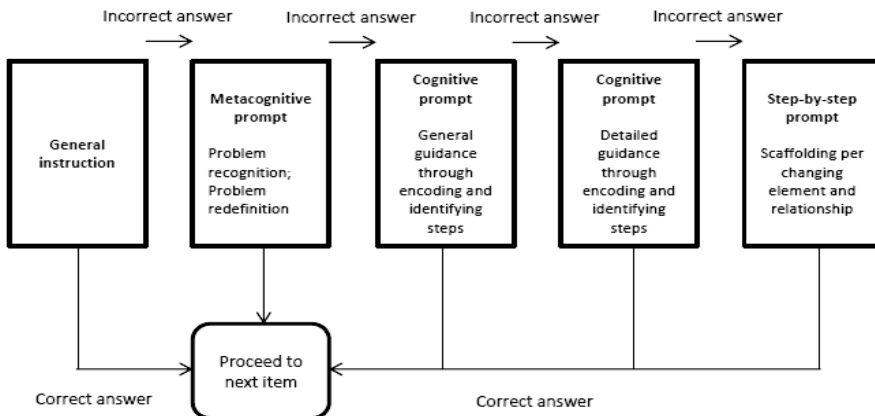 Incorrect answer
Incorrect answer
Incorrect answer
Incorrect answer
General
instruction
Metacognitive
prompt
Problem
recognition;
Problem
redefinition
Cognitive
prompt
General
guidance
through
encoding and
identifying
steps
Cognitive
prompt
Detailed
guidance
through
encoding and
identifying
steps
Step-by-step
prompt
Scaffolding per
changing
element and
relationship
Proceed to
next item
Correct answer
Correct answer